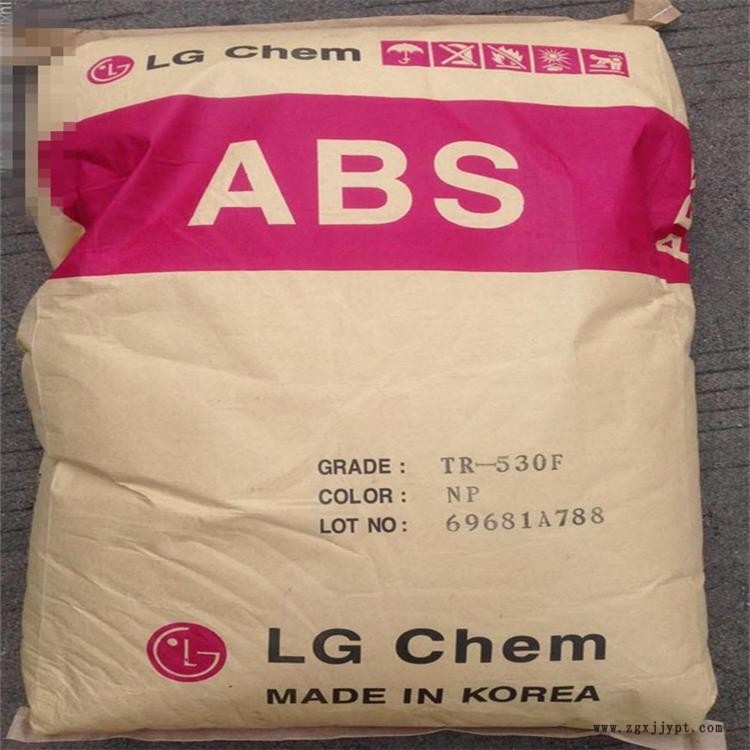 LG Chem
ABS
GRADE: TR-530F
COLOR: NP
LOT NO: 69681A788
LG Chem
MADE IN KOREA
www.zgxjjypt.com